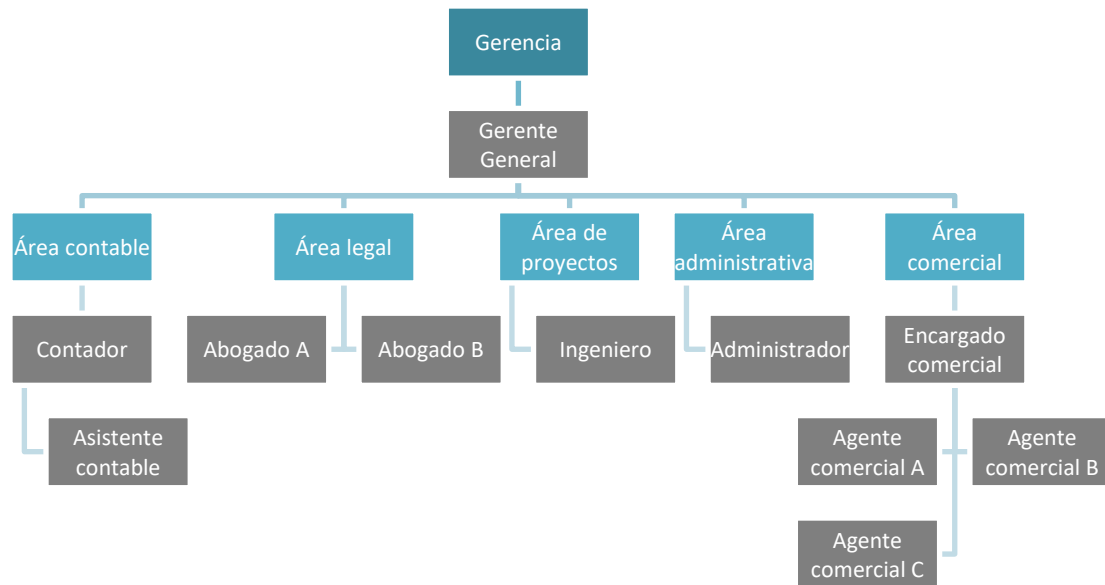 Gerencia
Gerente
General
Área contable
Área legal
Área de
proyectos
Área
administrativa
Área
comercial
Contador
Abogado A
Abogado B
Ingeniero
Administrador
Encargado
comercial
Asistente
contable
Agente
comercial A
Agente
comercial B
Agente
comercial C